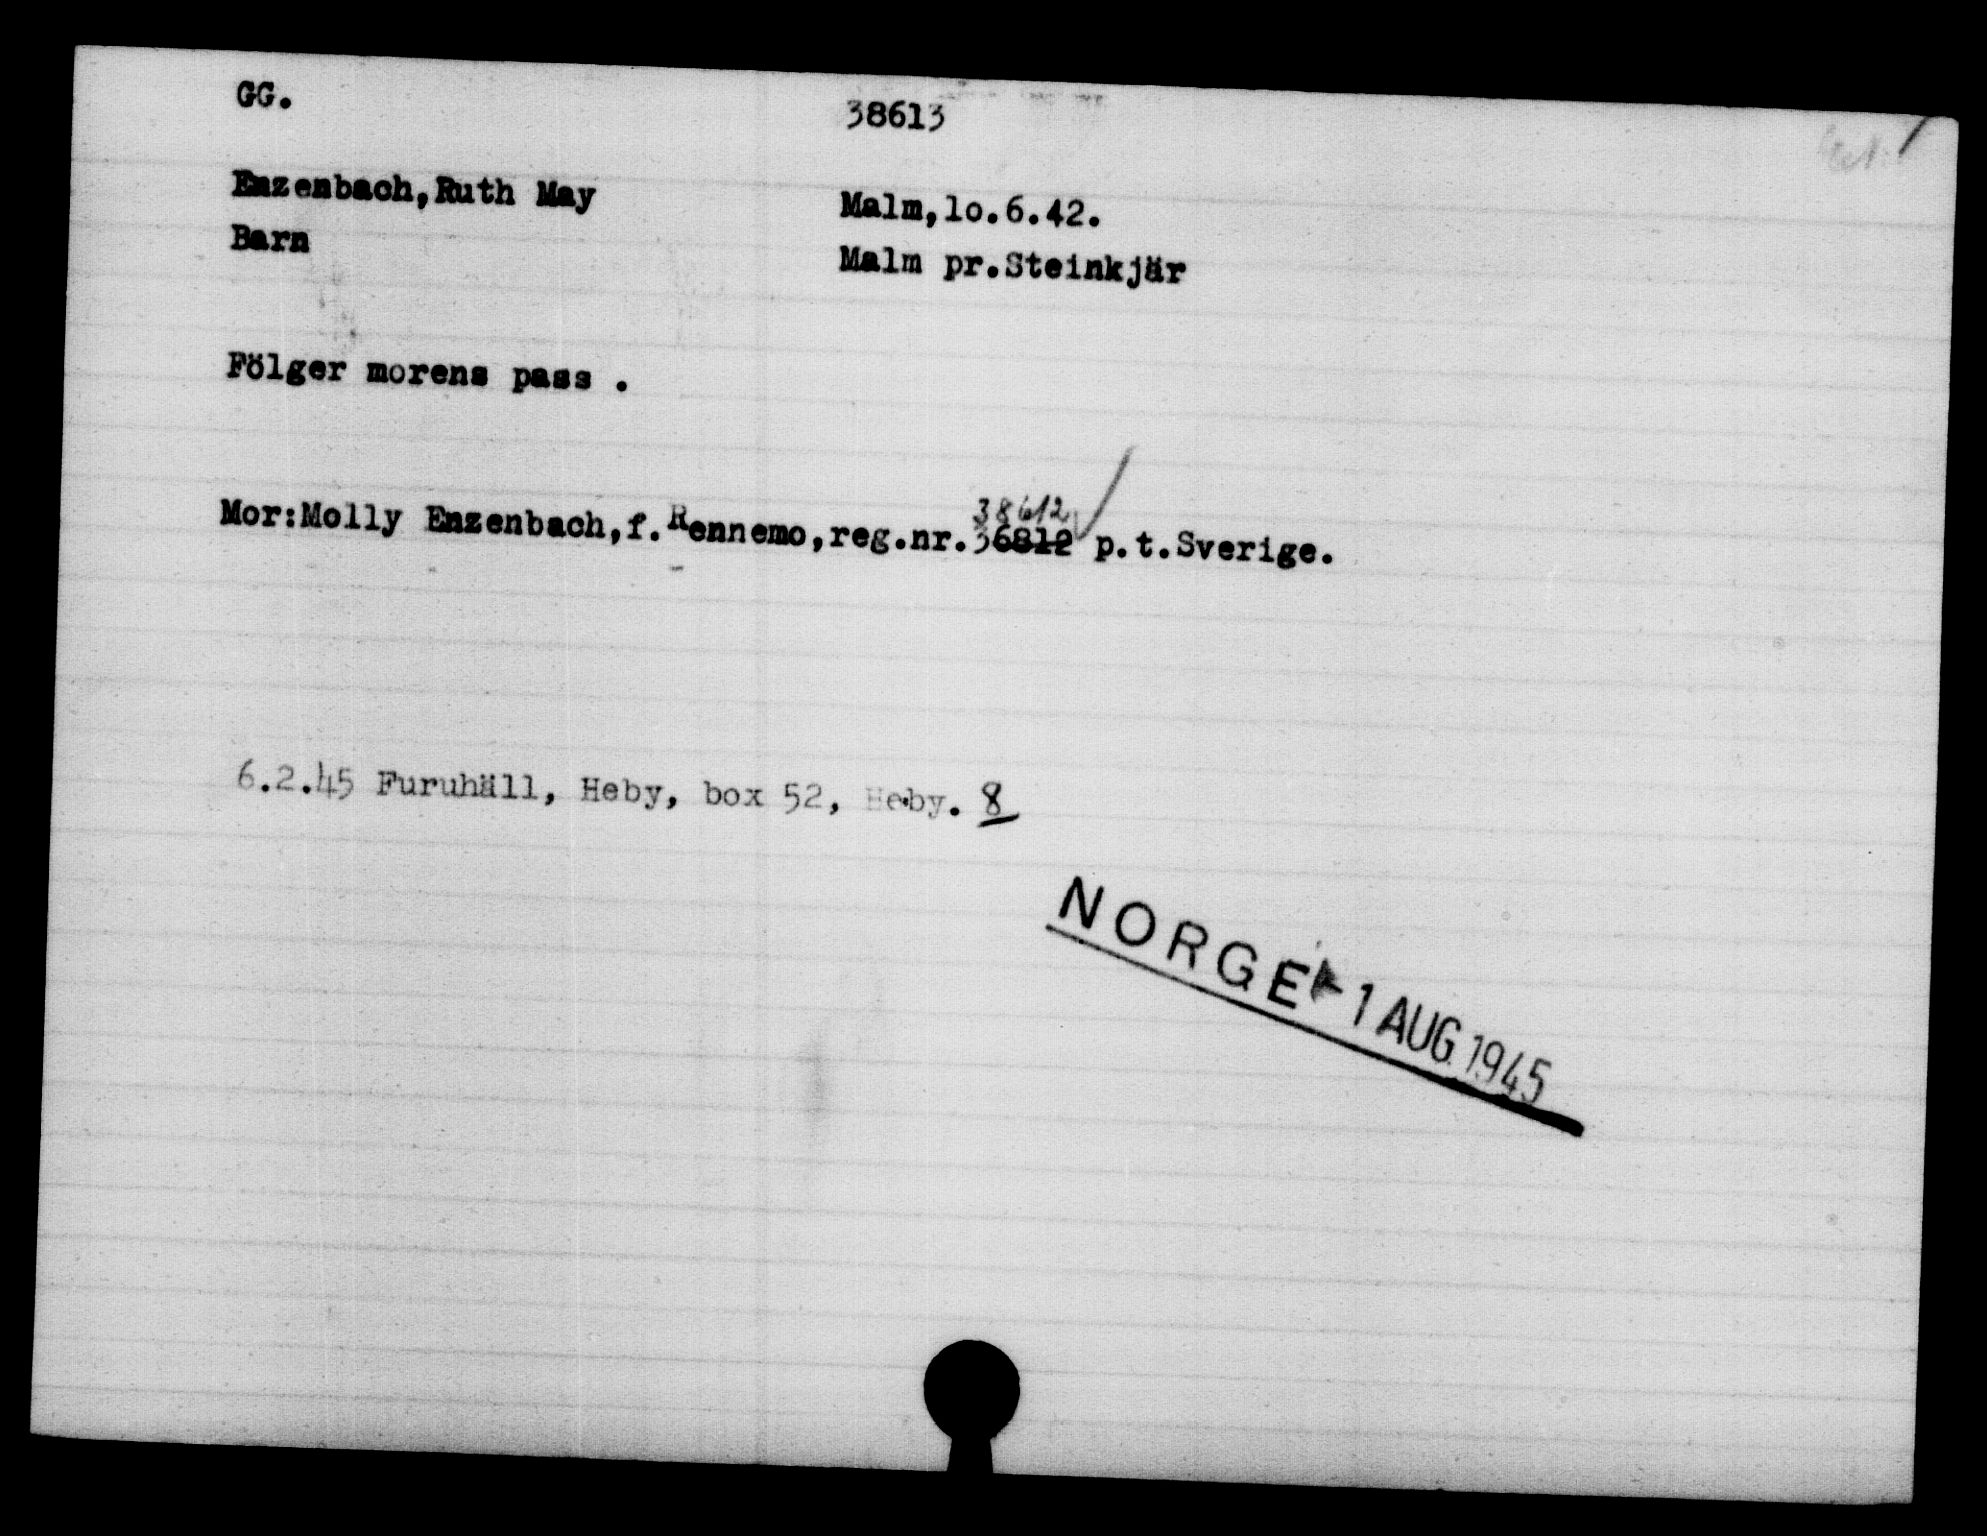 GG.
38613
Enzenbach,Ruth May
Malm,lo.6.42.
Barn
Malm pr.Steinkjär
Fölger morens pass .
38612
Mor:Molly Enzenbach,f.Rennemo,reg.nr.36812 p.t.Sverige.
6.2.45 Furuhäll, Heby, box 52, Heby. 8
NORGE - 1 AUG. 1945